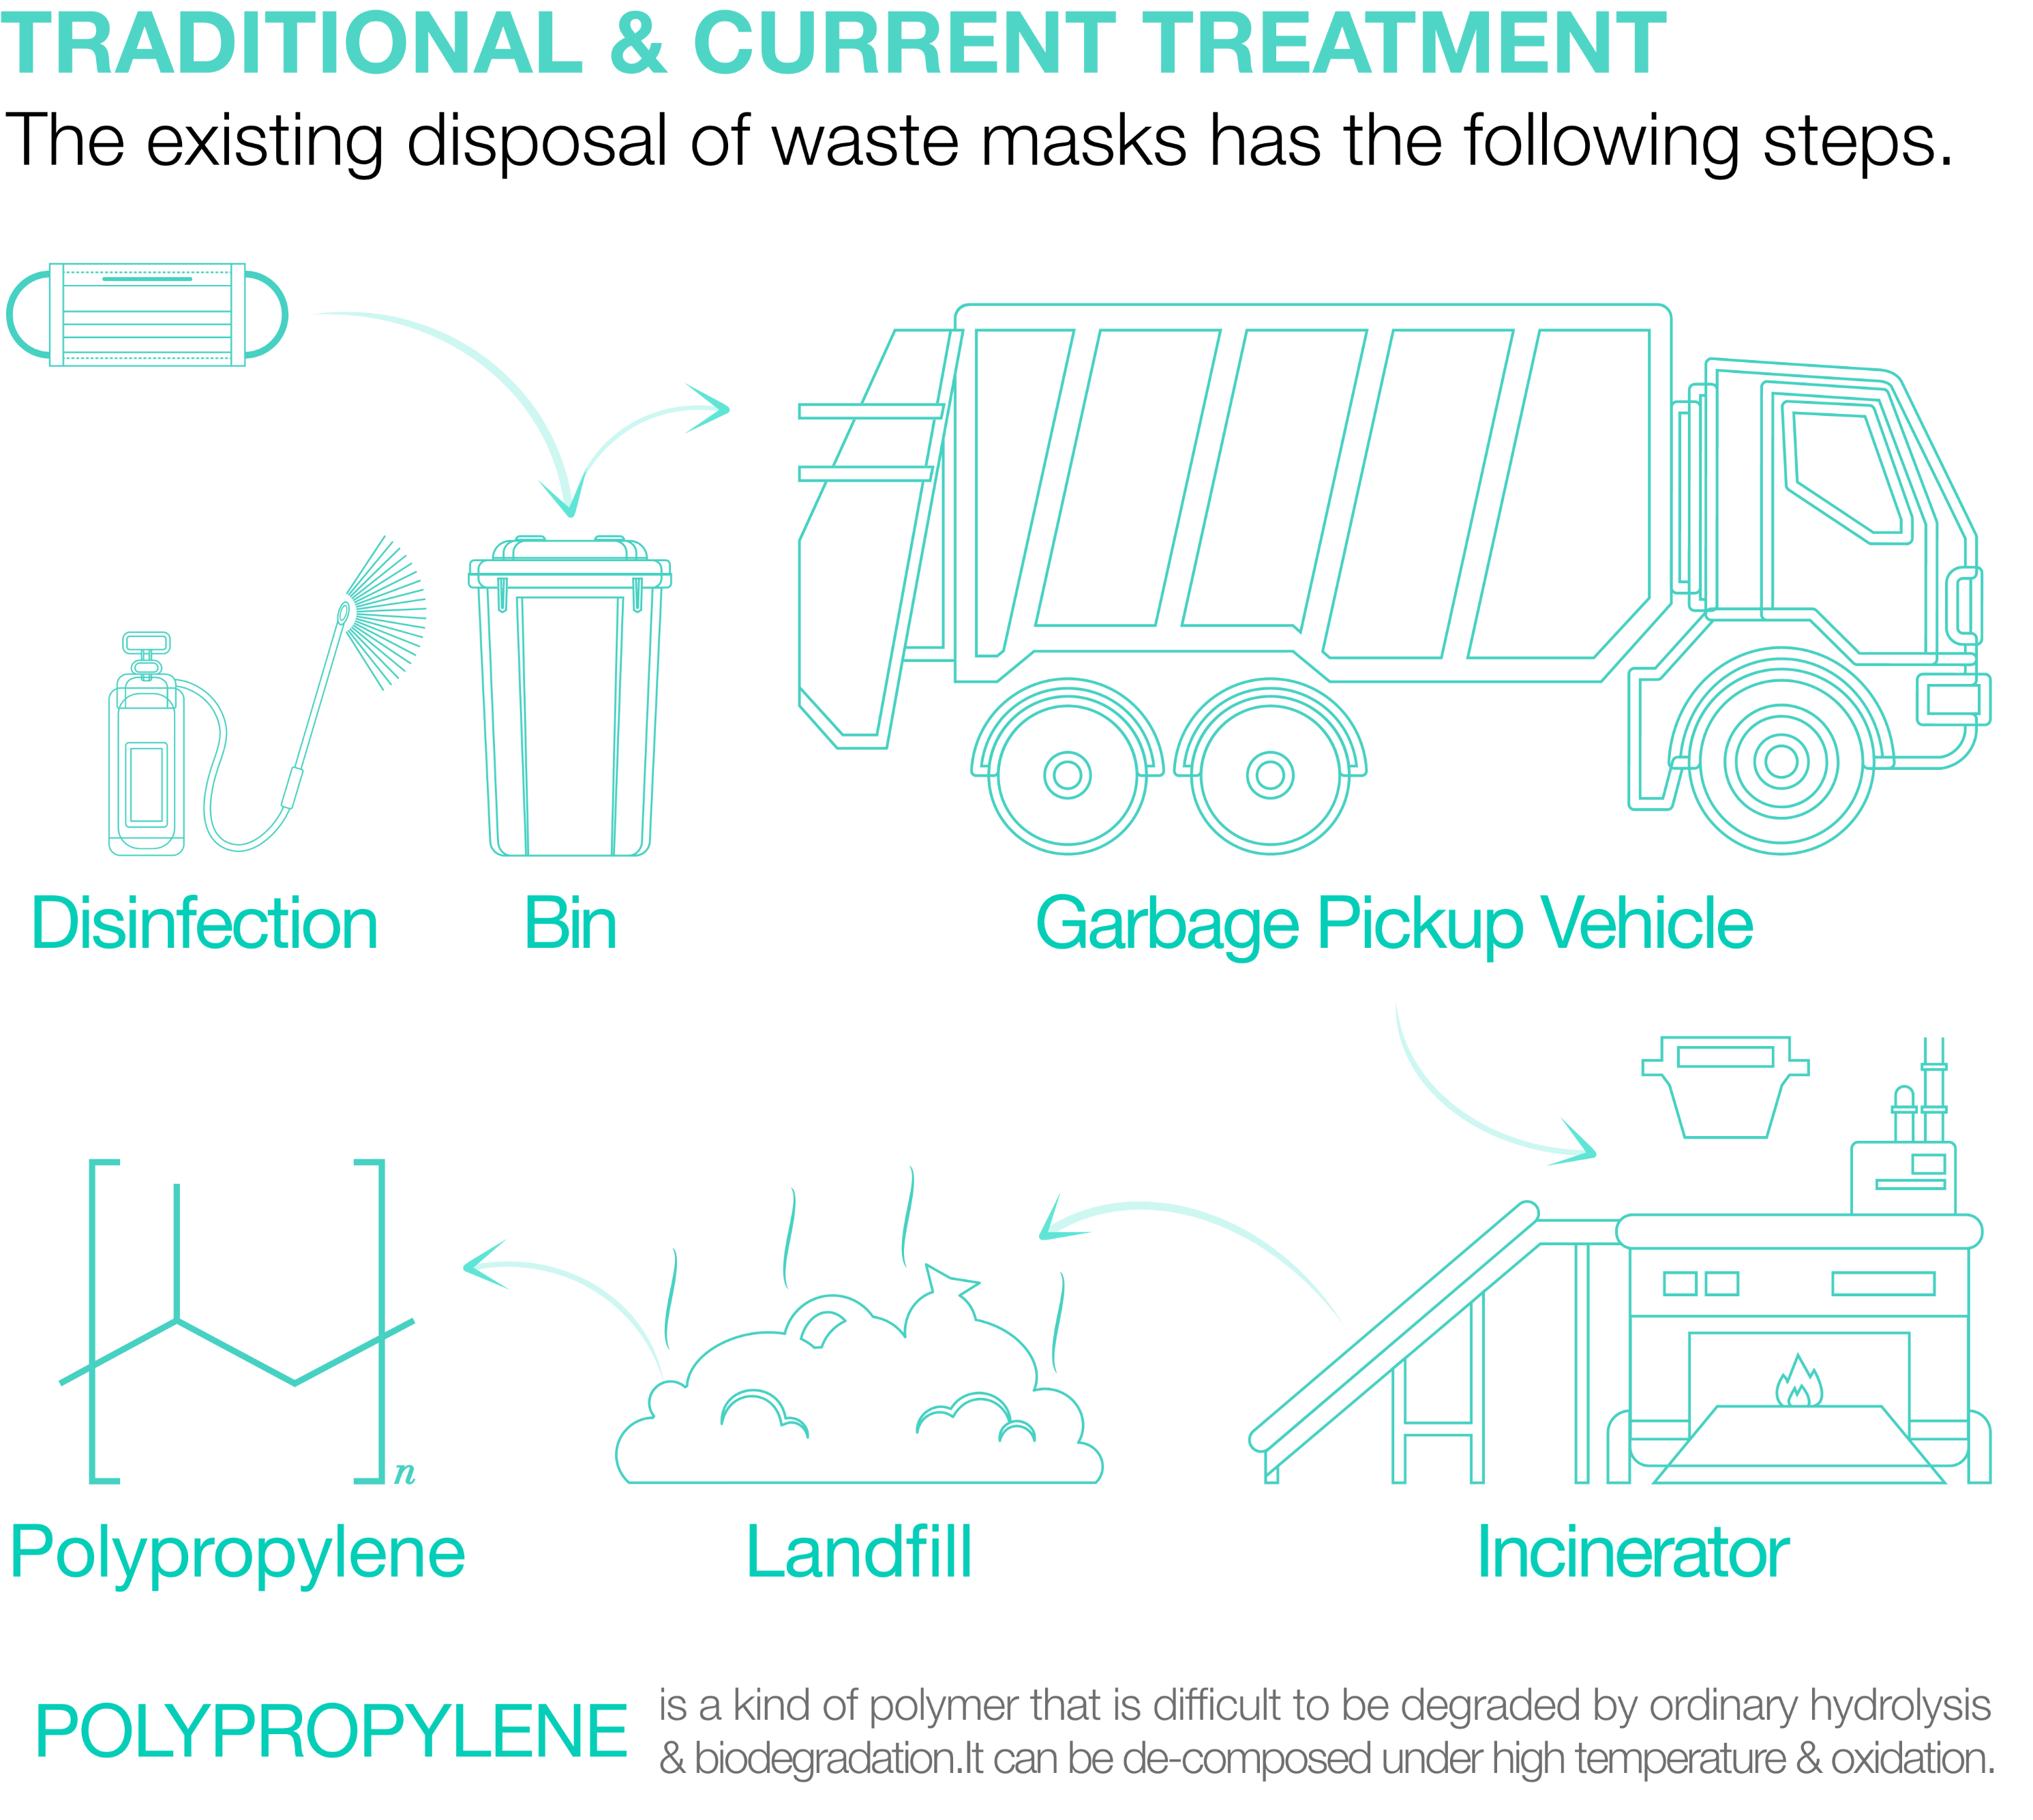 TRADITIONAL & CURRENT TREATMENT
The existing disposal of waste masks has the following steps.
Disinfection
Bin
Garbage Pickup Vehicle
n
Polypropylene
Landfill
Incinerator
POLYPROPYLENE
is a kind of polymer that is difficult to be degraded by ordinary hydrolysis
& biodegradation.It can be de-composed under high temperature & oxidation.